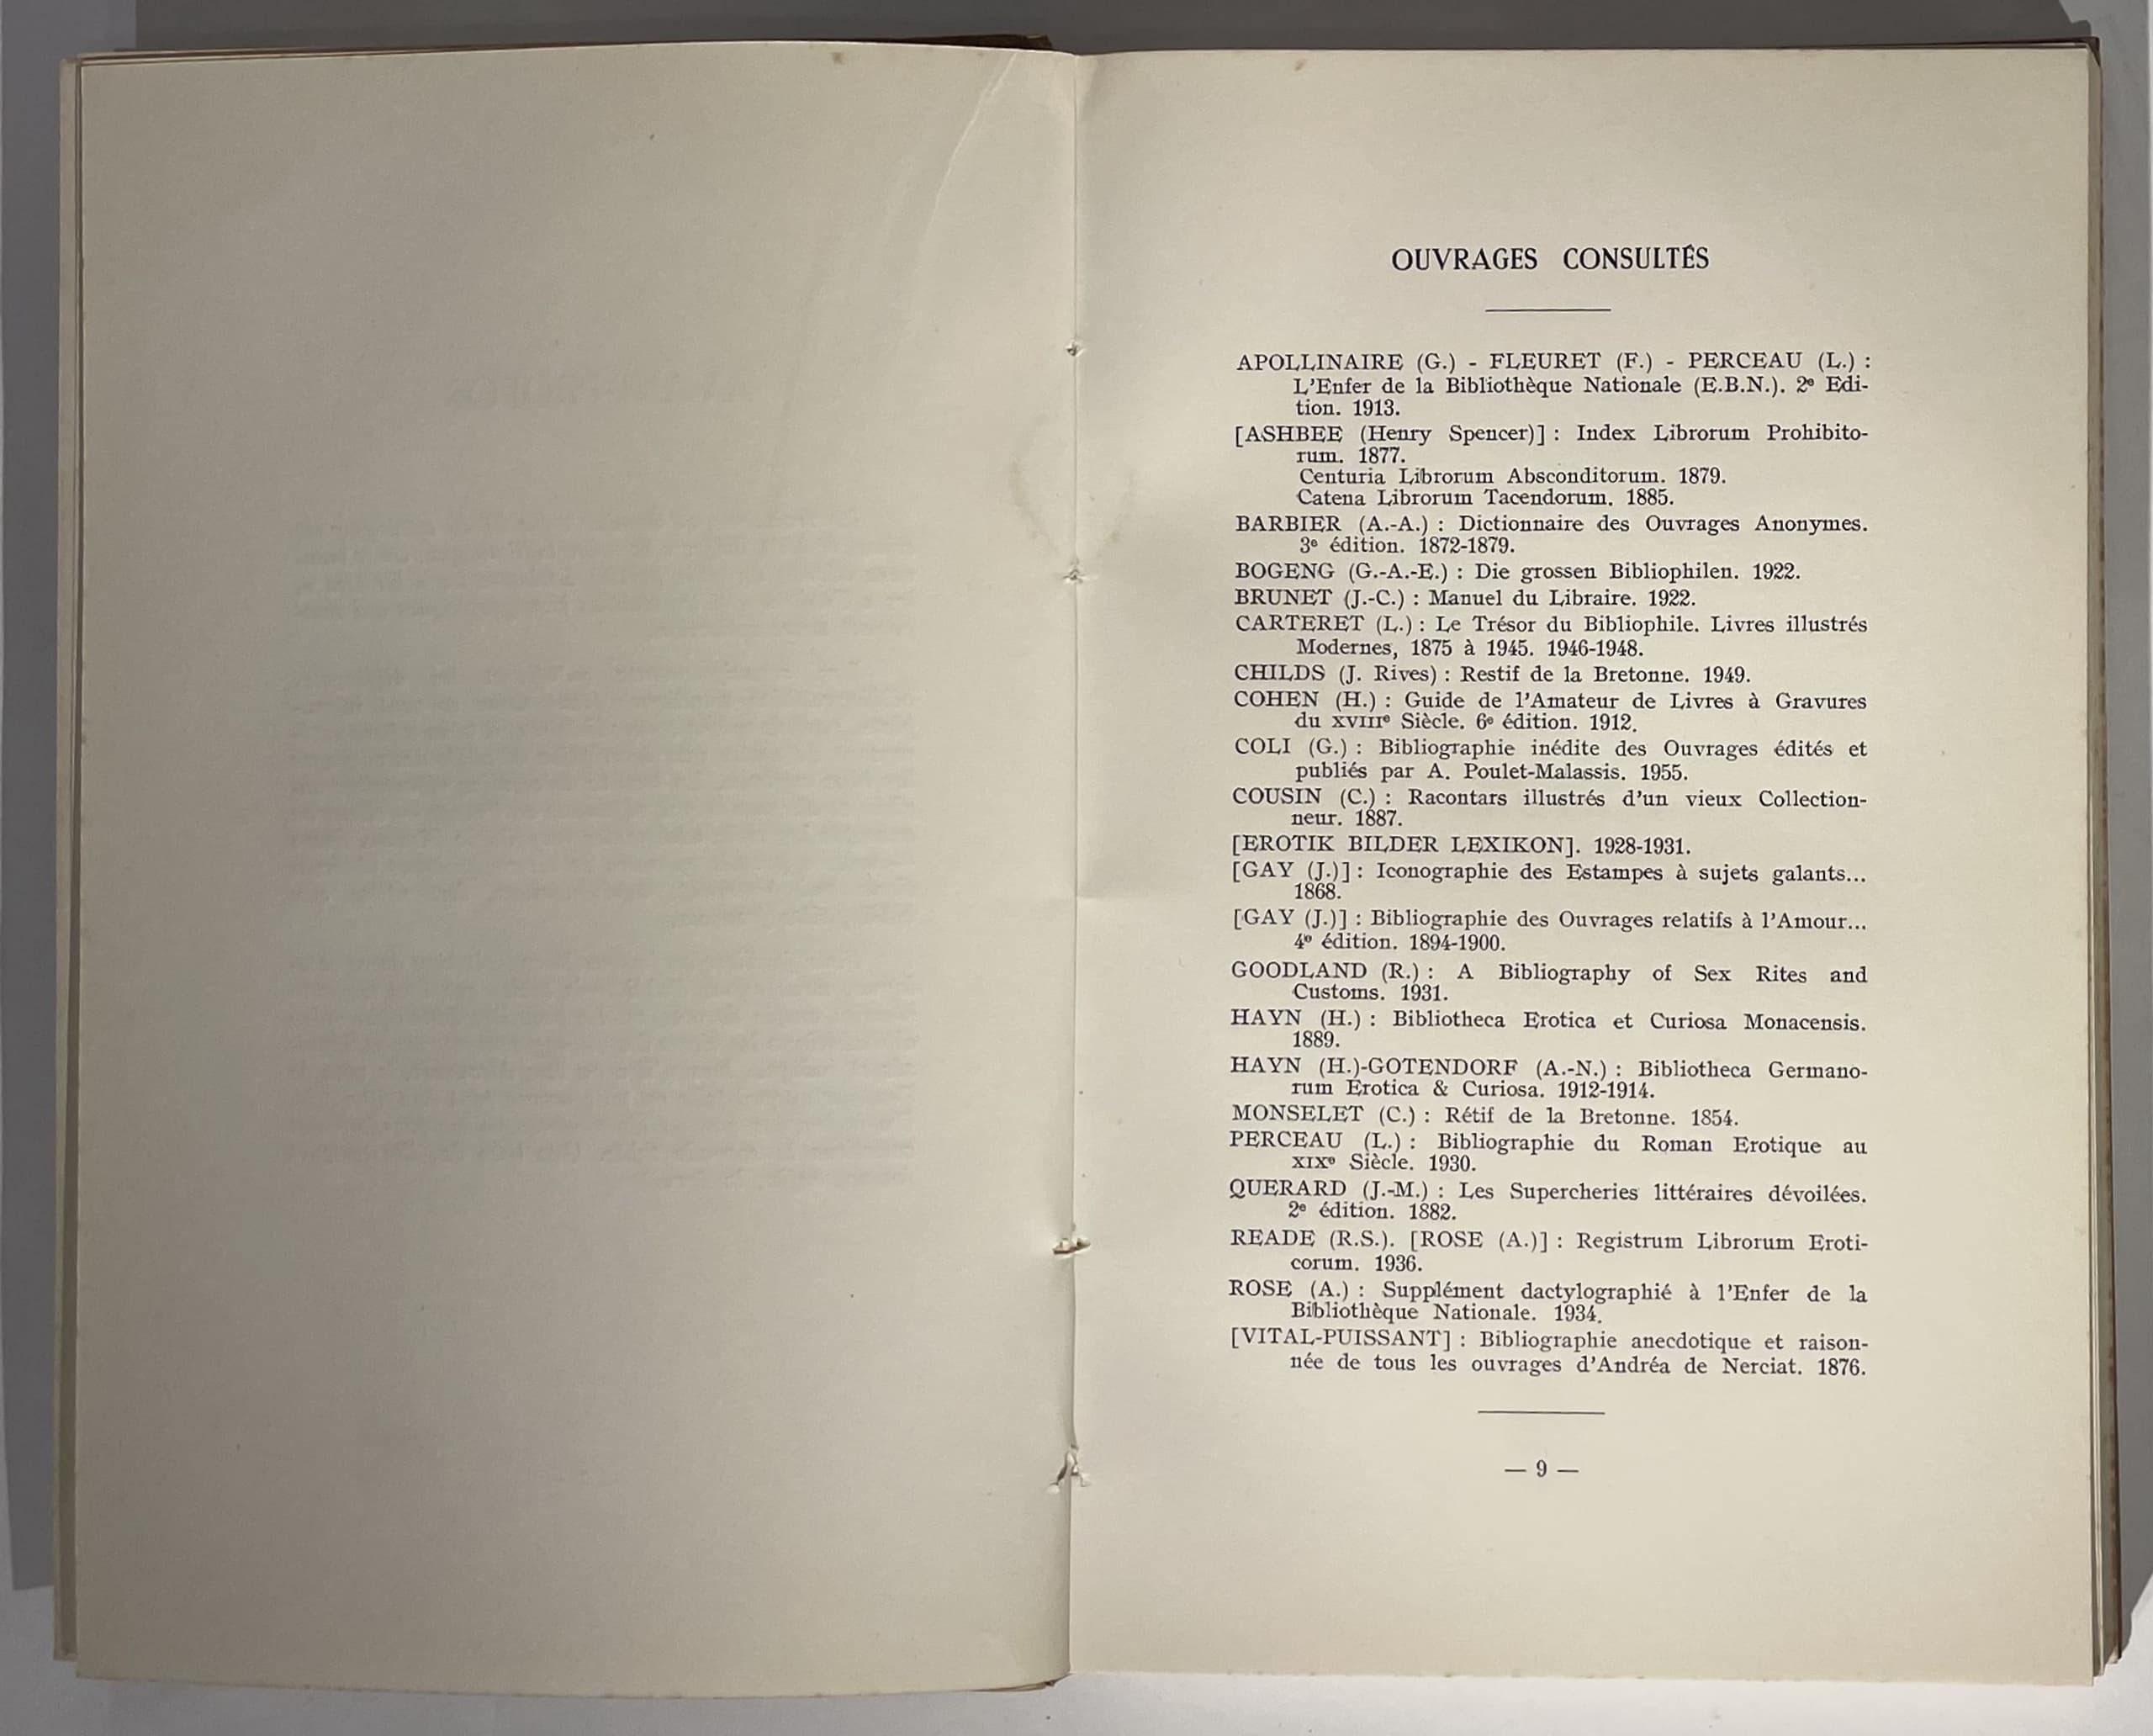 OUVRAGES CONSULTÉS
APOLLINAIRE (G.) - FLEURET (F.) - PERCEAU (L.) :
L'Enfer de la Bibliothèque Nationale (E.B.N.). 2e Edi-
tion. 1913.
[ASHBEE (Henry Spencer)] : Index Librorum Prohibito-
rum. 1877.
Centuria Librorum Absconditorum. 1879.
Catena Librorum Tacendorum. 1885.
BARBIER (A.-A.) : Dictionnaire des Ouvrages Anonymes.
3e édition. 1872-1879.
BOGENG (G.-A.-E.) : Die grossen Bibliophilen. 1922.
BRUNET (J.-C.) : Manuel du Libraire. 1922.
CARTERET (L.) : Le Trésor du Bibliophile. Livres illustrés
Modernes, 1875 à 1945. 1946-1948.
CHILDS (J. Rives) : Restif de la Bretonne. 1949.
COHEN (H.) : Guide de l'Amateur de Livres à Gravures
du XVIIIe Siècle. 6e édition. 1912.
COLI (G.) : Bibliographie inédite des Ouvrages édités et
publiés par A. Poulet-Malassis. 1955.
COUSIN (C.) : Racontars illustrés d'un vieux Collection-
neur. 1887.
[EROTIK BILDER LEXIKON]. 1928-1931.
[GAY (J.)] : Iconographie des Estampes à sujets galants...
1868.
[GAY (J.)] : Bibliographie des Ouvrages relatifs à l'Amour...
4e édition. 1894-1900.
GOODLAND (R.) : A Bibliography of Sex Rites and
Customs. 1931.
HAYN (H.) : Bibliotheca Erotica et Curiosa Monacensis.
1889.
HAYN (H.)-GOTENDORF (A.-N.) : Bibliotheca Germano-
rum Erotica & Curiosa. 1912-1914.
MONSELET (C.) : Rétif de la Bretonne. 1854.
PERCEAU (L.) : Bibliographie du Roman Erotique au
XIXe Siècle. 1930.
QUERARD (J.-M.) : Les Supercheries littéraires dévoilées.
2e édition. 1882.
READE (R.S.). [ROSE (A.)] : Registrum Librorum Eroti-
corum. 1936.
ROSE (A.) : Supplément dactylographié à l'Enfer de la
Bibliothèque Nationale. 1934.
[VITAL-PUISSANT] : Bibliographie anecdotique et raison-
née de tous les ouvrages d'Andréa de Nerciat. 1876.
— 9 —